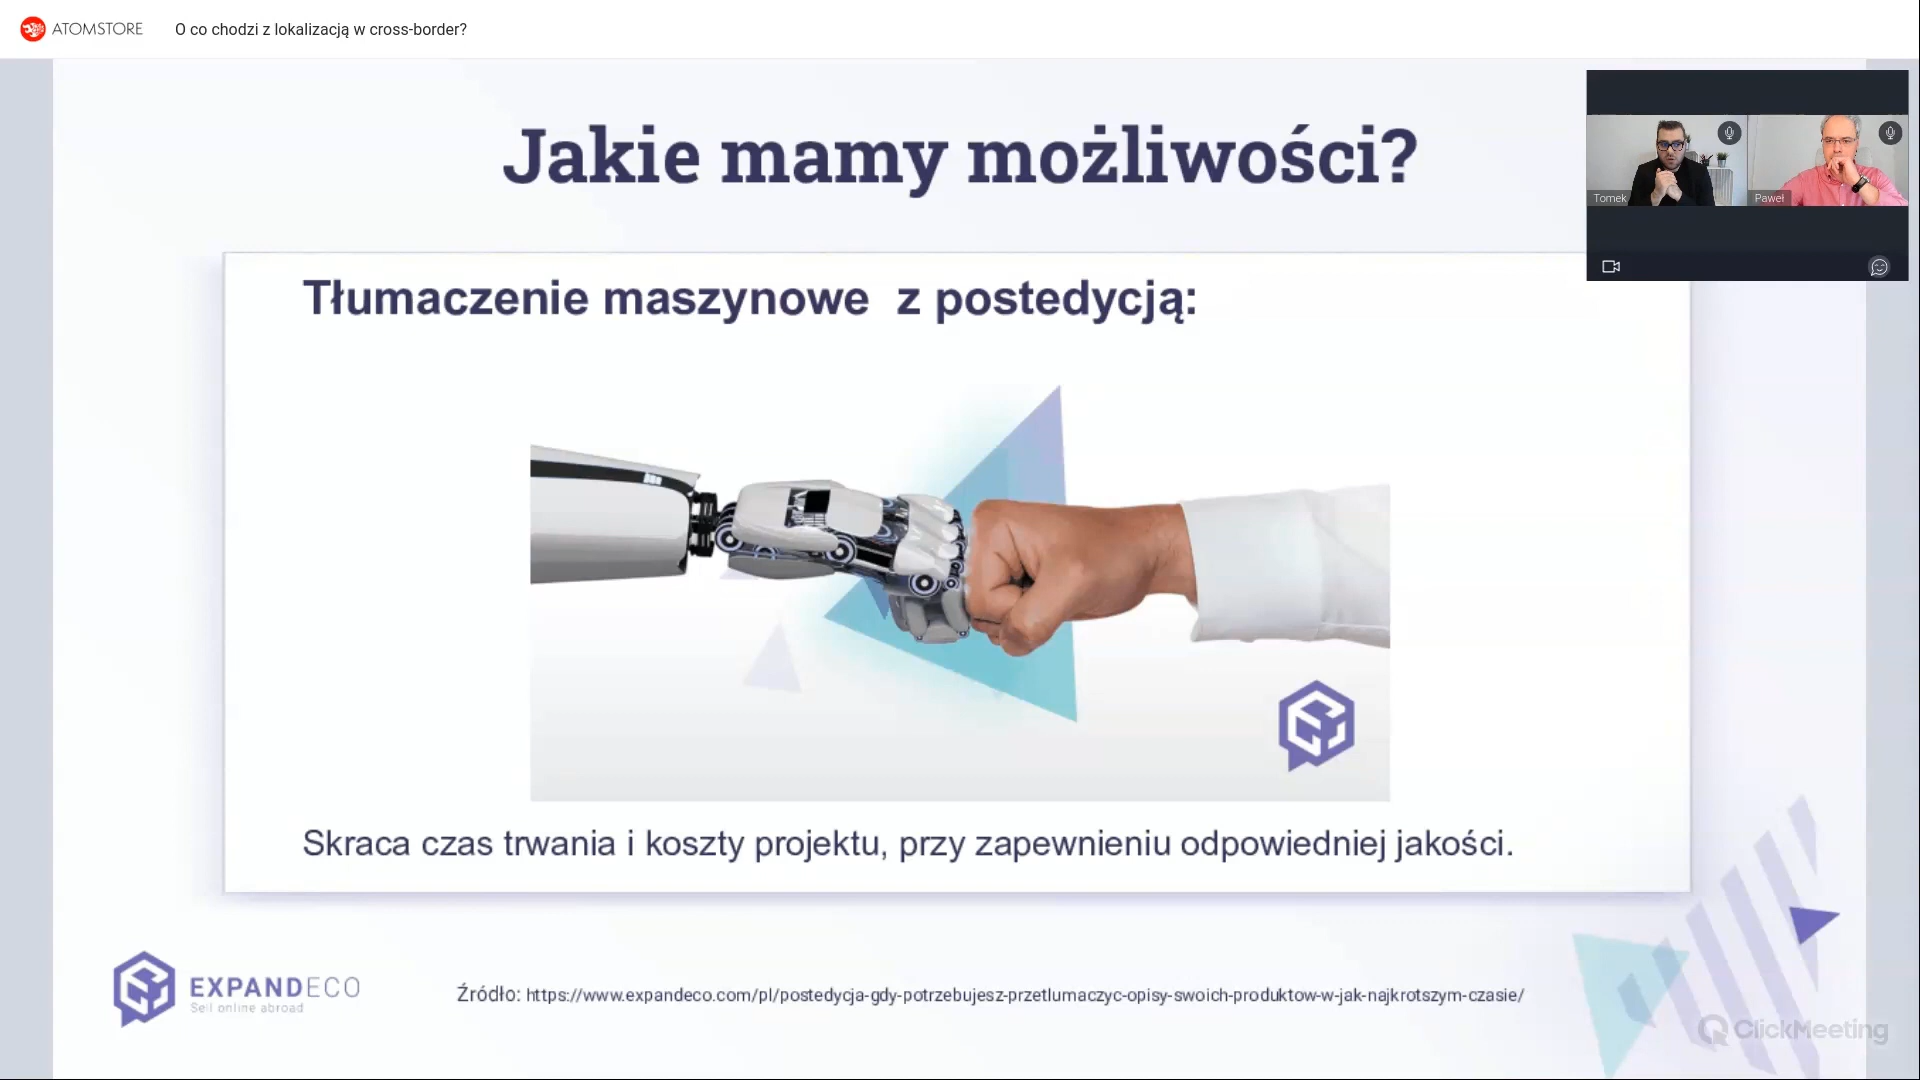 ATOMSTORE O co chodzi z lokalizacją w cross-border?
Jakie mamy możliwości?
Tomek
Paweł
Tłumaczenie maszynowe z postedycją:
Skraca czas trwania i koszty projektu, przy zapewnieniu odpowiedniej jakości.
EXPANDECO
Sell online abroad
Źródło: https://www.expandeco.com/pl/postedycja-gdy-potrzebujesz-przetlumaczyc-opisy-swoich-produktow-w-jak-najkrotszym-czasie/
ClickMeeting